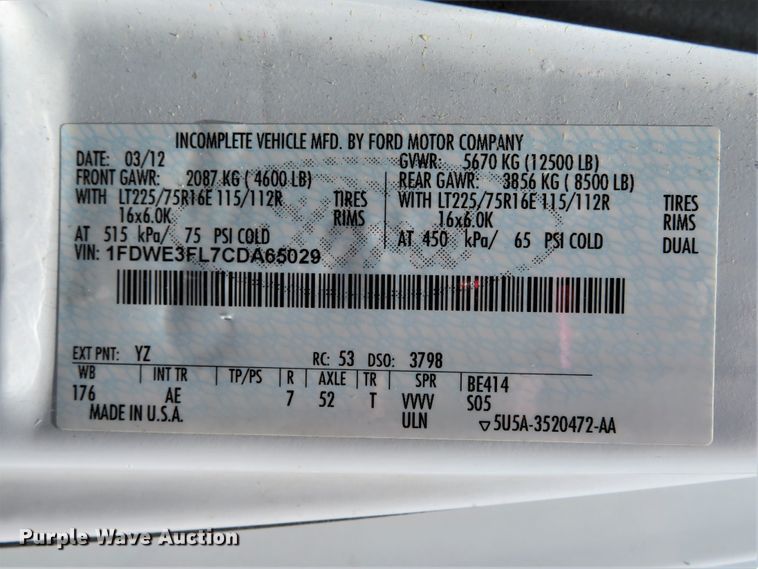 INCOMPLETE VEHICLE MFD. BY FORD MOTOR COMPANY
DATE: 03/12 GVWR: 5670 KG (12500 LB)
FRONT GAWR: 2087 KG ( 4600 LB) REAR GAWR: 3856 KG ( 8500 LB)
WITH LT225/75R16E 115/112R TIRES WITH LT225/75R16E 115/112R TIRES
16x6.0K RIMS 16x6.0K RIMS
AT 515 kPa/ 75 PSI COLD AT 450 kPa/ 65 PSI COLD DUAL
VIN: 1FDWE3FL7CDA65029
EXT PNT: YZ RC: 53 DSO: 3798
WB INT TR TP/PS R AXLE TR SPR BE414
176 AE 7 52 T VVVV S05
MADE IN U.S.A. ULN ▽5U5A-3520472-AA
Purple Wave Auction